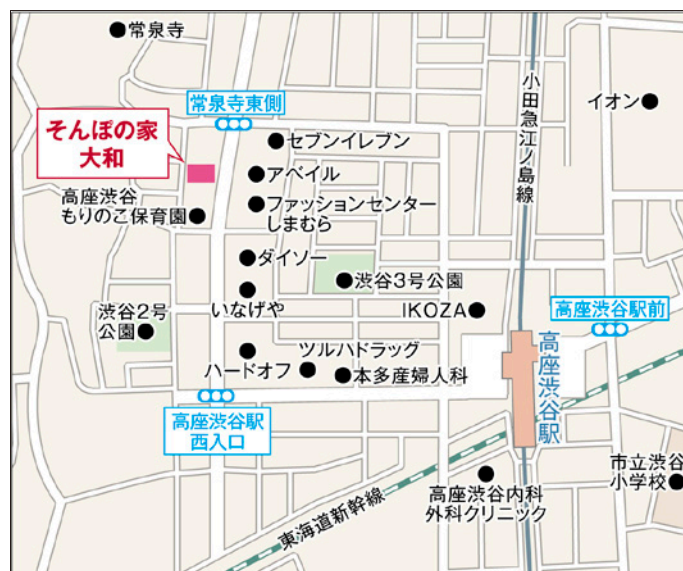 常泉寺
常泉寺東側
イオン
そんぽの家
大和
セブンイレブン
アベイル
高座渋谷
もりのこ保育園
ファッションセンター
しまむら
小田急江ノ島線
ダイソー
渋谷3号公園
いなげや
IKOZA
高座渋谷駅前
渋谷2号
公園
ツルハドラッグ
ハードオフ
本多産婦人科
高座渋谷駅
高座渋谷駅
西入口
市立渋谷
小学校
高座渋谷内科
外科クリニック
東海道新幹線